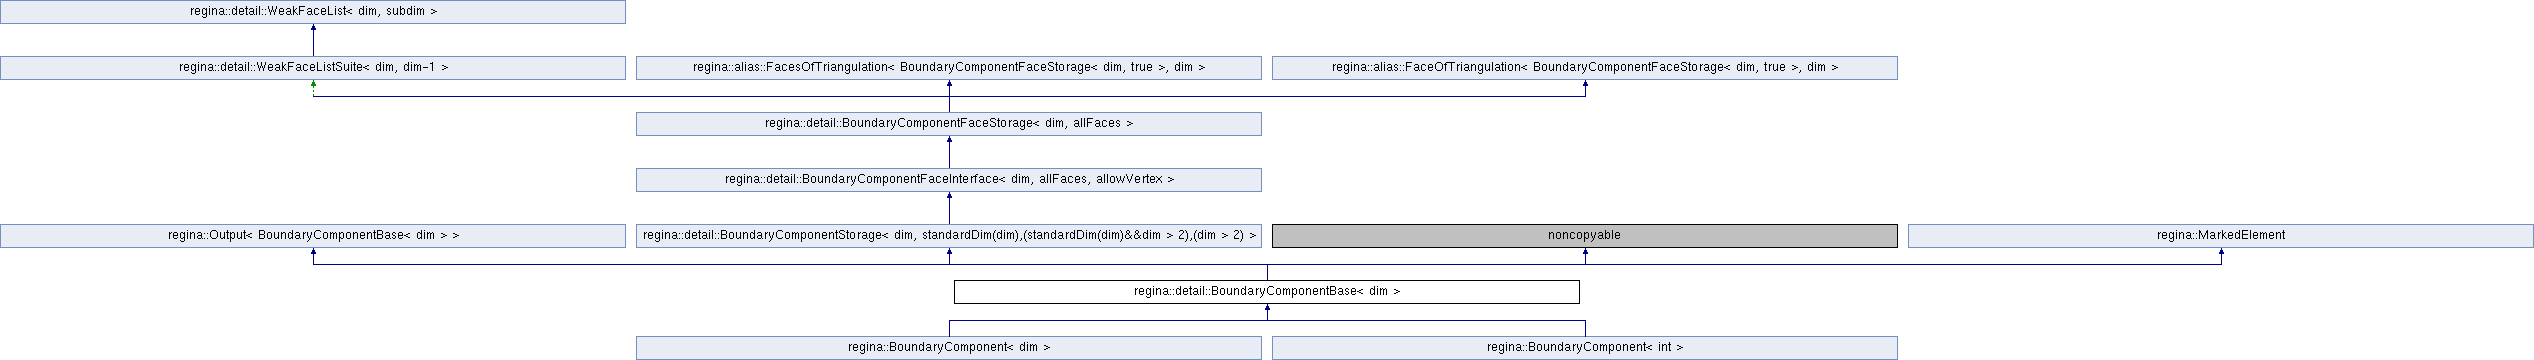 regina::detail::WeakFaceList< dim, subdim >
regina::detail::WeakFaceListSuite< dim, dim-1 >
regina::alias::FacesOfTriangulation< BoundaryComponentFaceStorage< dim, true >, dim >
regina::alias::FaceOfTriangulation< BoundaryComponentFaceStorage< dim, true >, dim >
regina::detail::BoundaryComponentFaceStorage< dim, allFaces >
regina::detail::BoundaryComponentFaceInterface< dim, allFaces, allowVertex >
regina::Output< BoundaryComponentBase< dim > >
regina::detail::BoundaryComponentStorage< dim, standardDim(dim),(standardDim(dim)&&dim > 2),(dim > 2) >
noncopyable
regina::MarkedElement
regina::detail::BoundaryComponentBase< dim >
regina::BoundaryComponent< dim >
regina::BoundaryComponent< int >